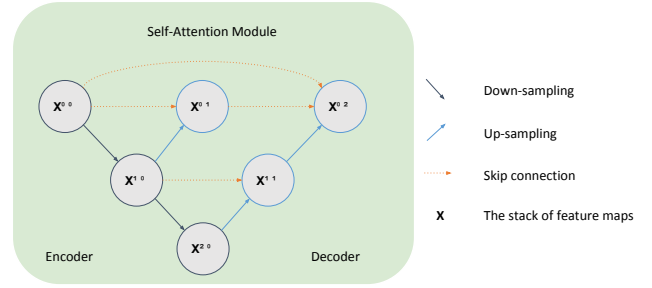 Self-Attention Module
X⁰ ⁰
X⁰ ¹
X⁰ ²
X¹ ⁰
X¹ ¹
X² ⁰
Encoder
Decoder
Down-sampling
Up-sampling
Skip connection
X The stack of feature maps